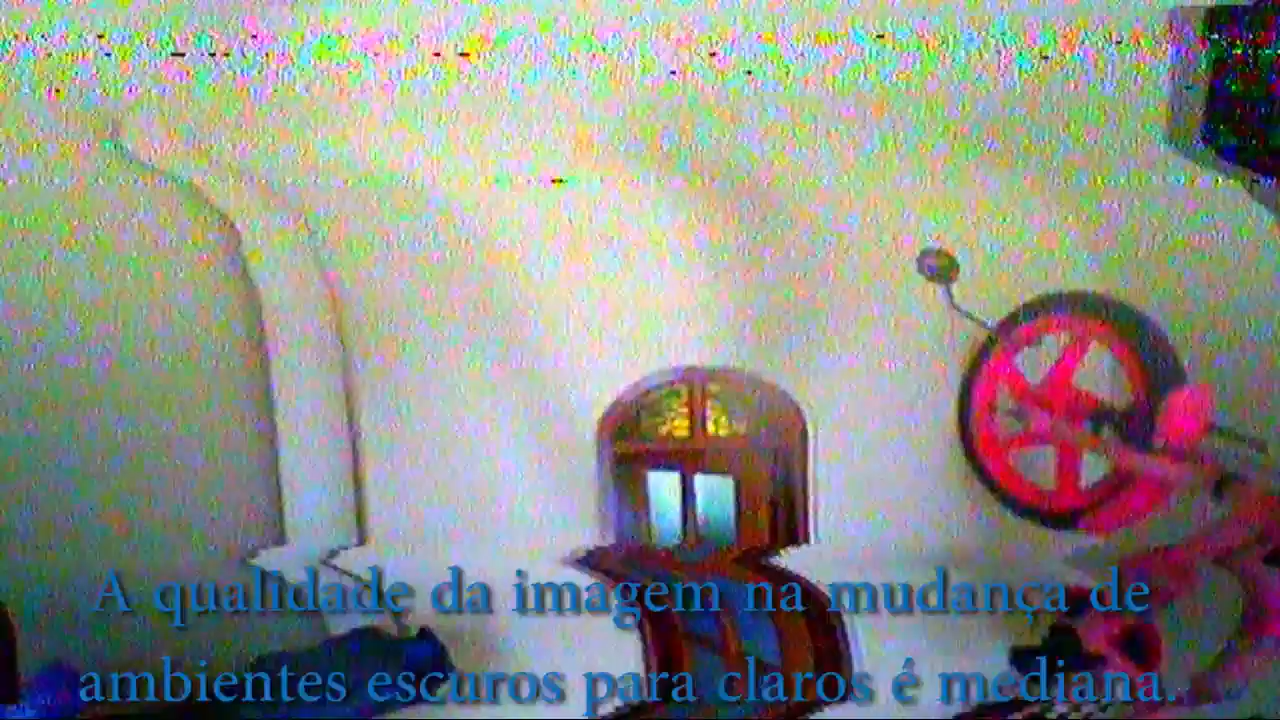 A qualidade da imagem na mudança de
ambientes escuros para claros é mediana.